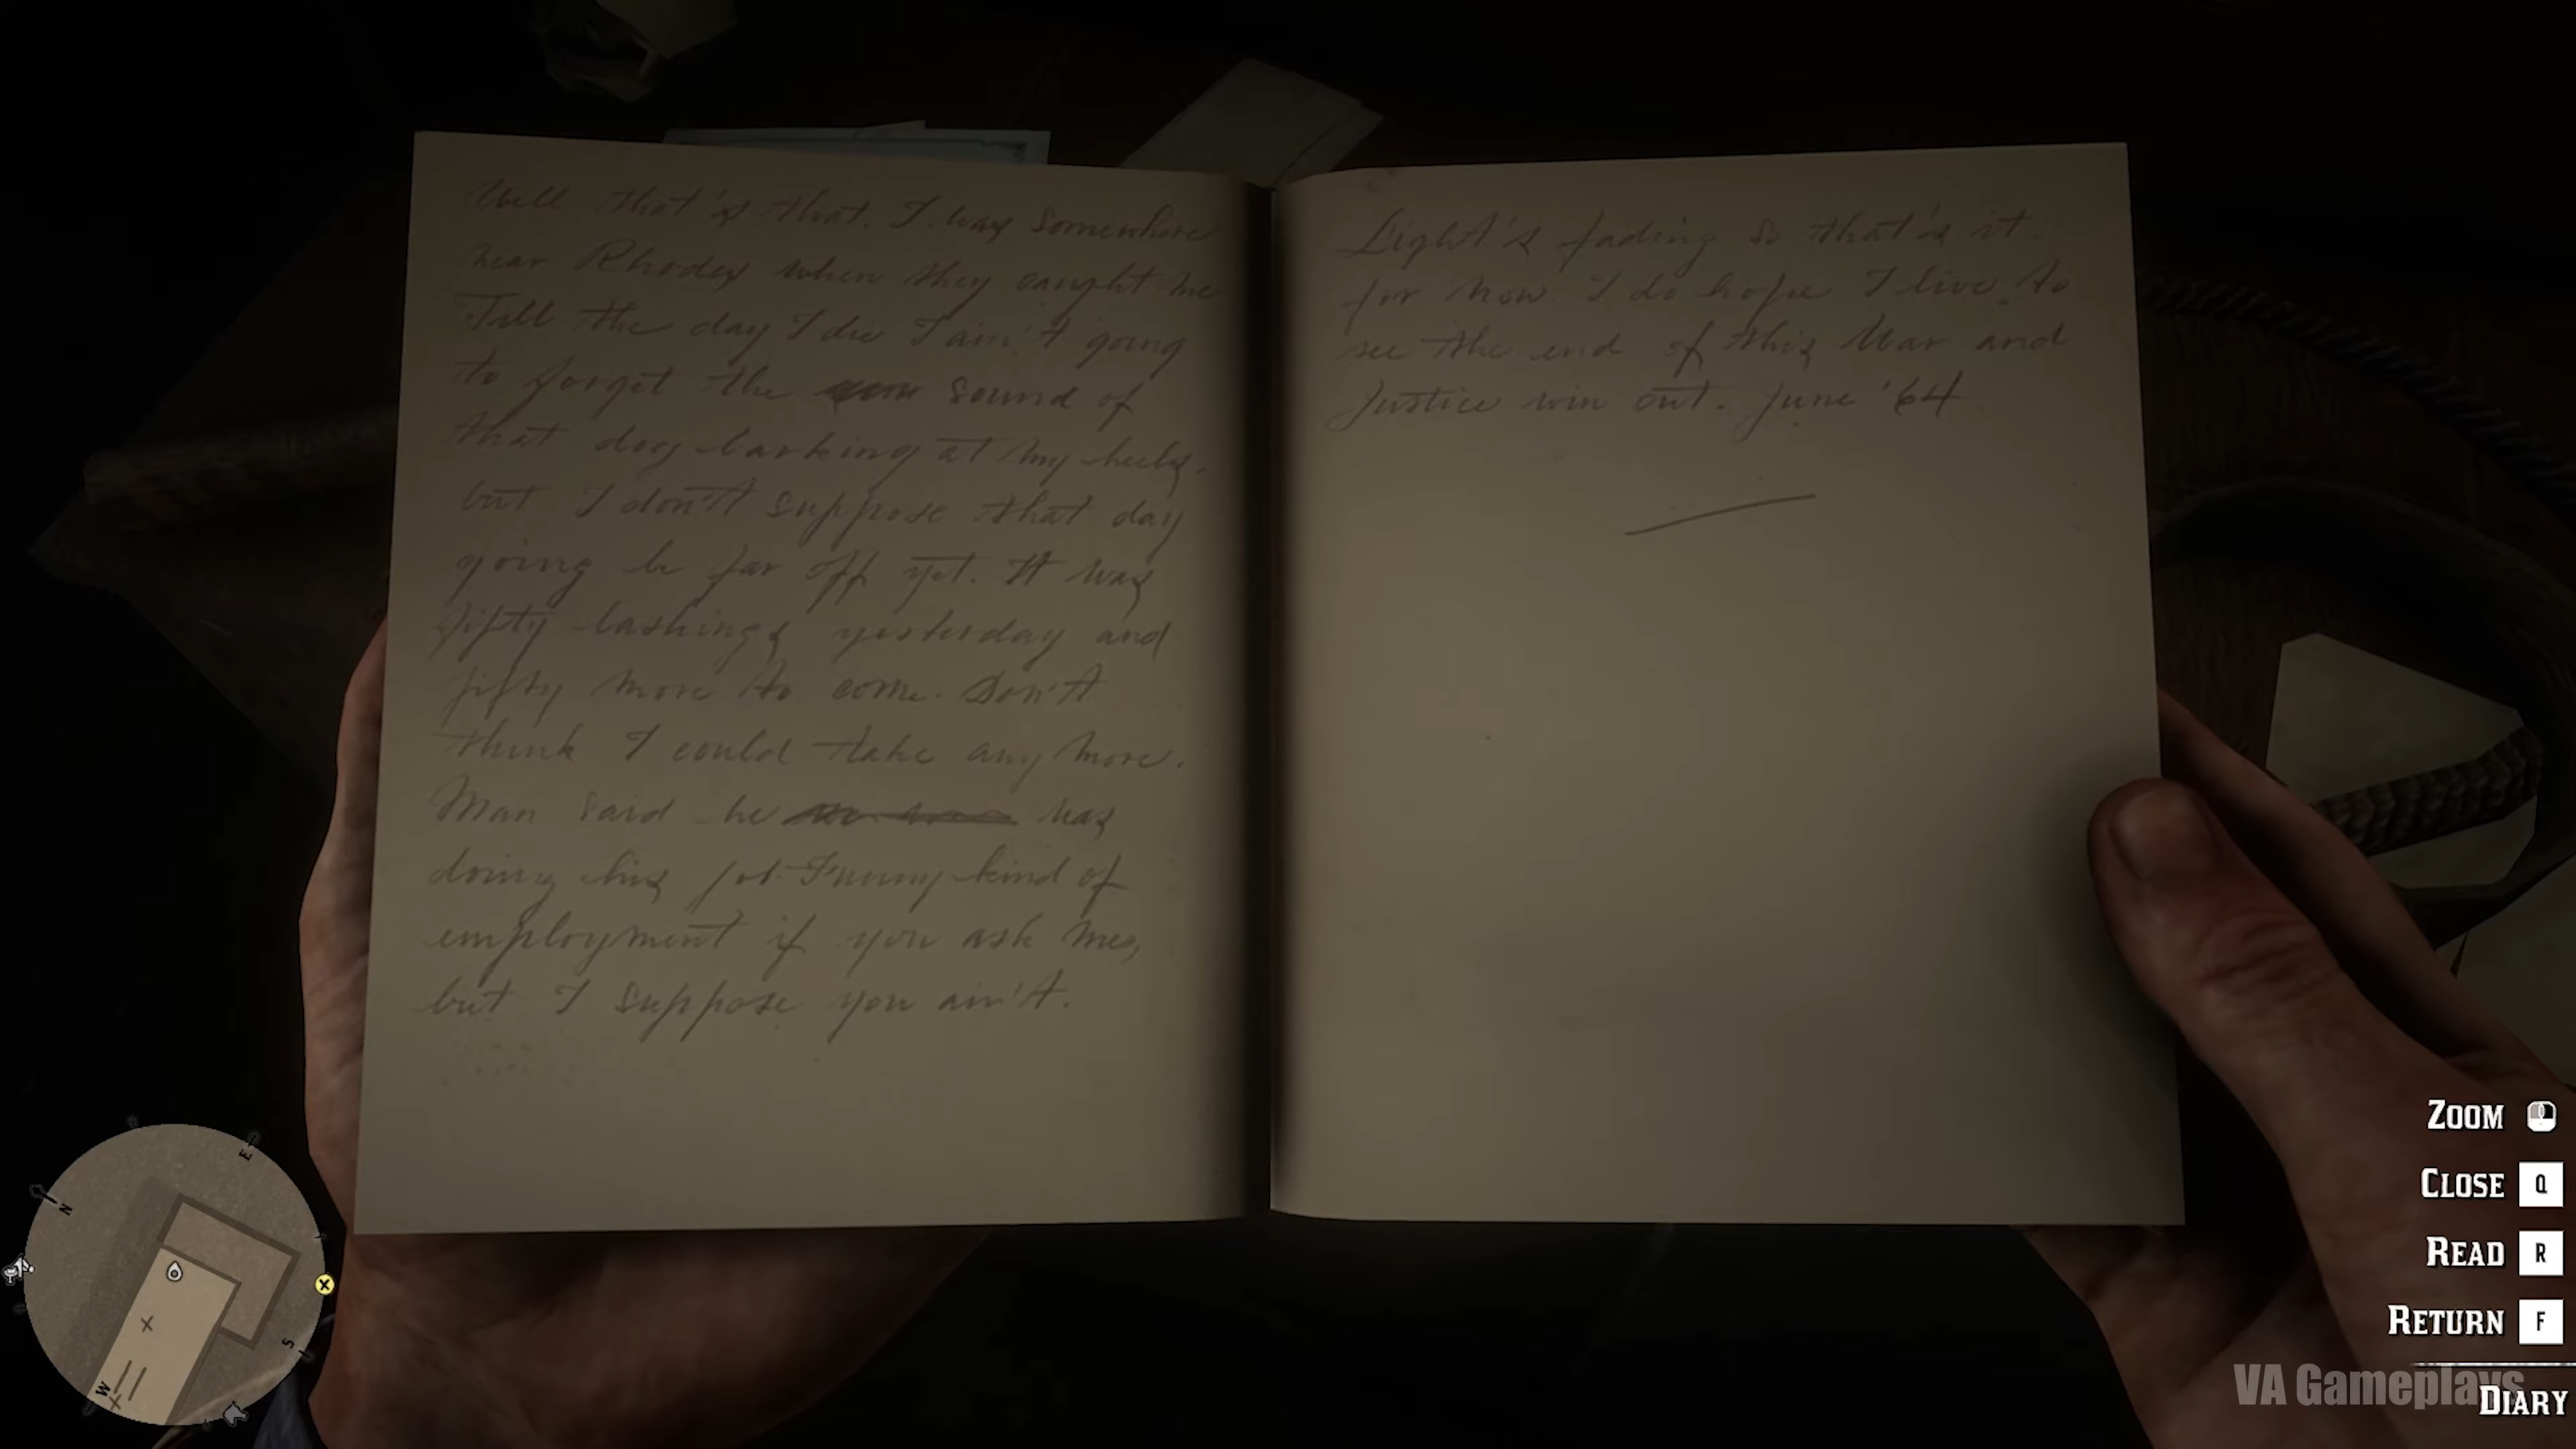 Well that's that. I was somewhere
near Rhodes when they caught me
Till the day I die I ain't going
to forget the sound of
that dog barking at my heels,
but I don't suppose that day
going be far off yet. It was
fifty lashings yesterday and
fifty more to come. Don't
think I could take any more.
Man said he was
doing his job. Funny kind of
employment if you ask me,
but I suppose you ain't.
Light's fading so that's it
for now. I do hope I live to
see the end of this War and
Justice win out. June '64
N
E
S
W
X
ZOOM
CLOSE Q
READ R
RETURN F
VA Gameplays
DIARY